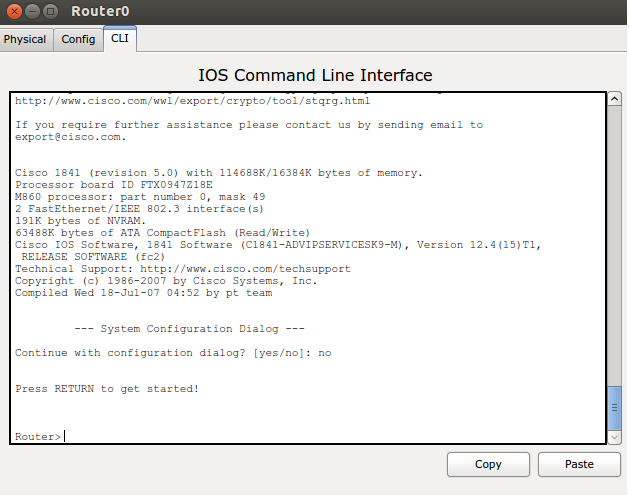 Router0
Physical Config CLI
IOS Command Line Interface
http://www.cisco.com/wwl/export/crypto/tool/stqrg.html
If you require further assistance please contact us by sending email to
export@cisco.com.
Cisco 1841 (revision 5.0) with 114688K/16384K bytes of memory.
Processor board ID FTX0947Z18E
M860 processor: part number 0, mask 49
2 FastEthernet/IEEE 802.3 interface(s)
191K bytes of NVRAM.
63488K bytes of ATA CompactFlash (Read/Write)
Cisco IOS Software, 1841 Software (C1841-ADVIPSERVICESK9-M), Version 12.4(15)T1,
RELEASE SOFTWARE (fc2)
Technical Support: http://www.cisco.com/techsupport
Copyright (c) 1986-2007 by Cisco Systems, Inc.
Compiled Wed 18-Jul-07 04:52 by pt team
--- System Configuration Dialog ---
Continue with configuration dialog? [yes/no]: no
Press RETURN to get started!
Router>
Copy Paste